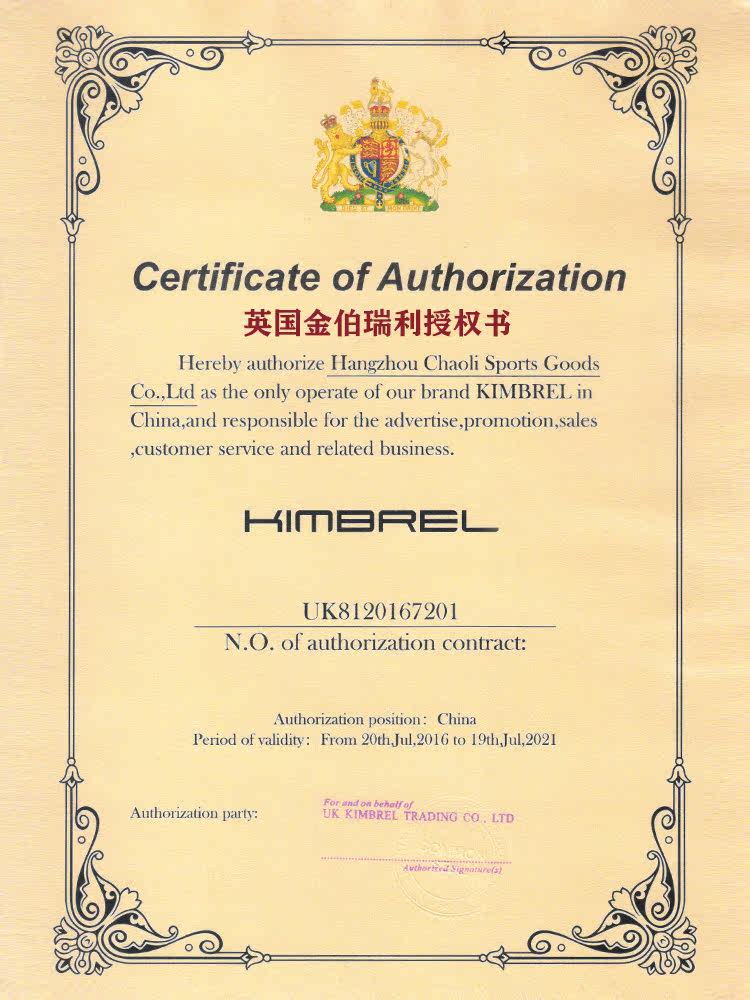 Certificate of Authorization
英国金伯瑞利授权书
Hereby authorize Hangzhou Chaoli Sports Goods
Co.,Ltd as the only operate of our brand KIMBREL in
China,and responsible for the advertise,promotion,sales
,customer service and related business.
KIMBREL
UK8120167201
N.O. of authorization contract:
Authorization position: China
Period of validity: From 20th,Jul,2016 to 19th,Jul,2021
Authorization party:
For and on behalf of
UK KIMBREL TRADING CO., LTD
Authorized Signature(s)